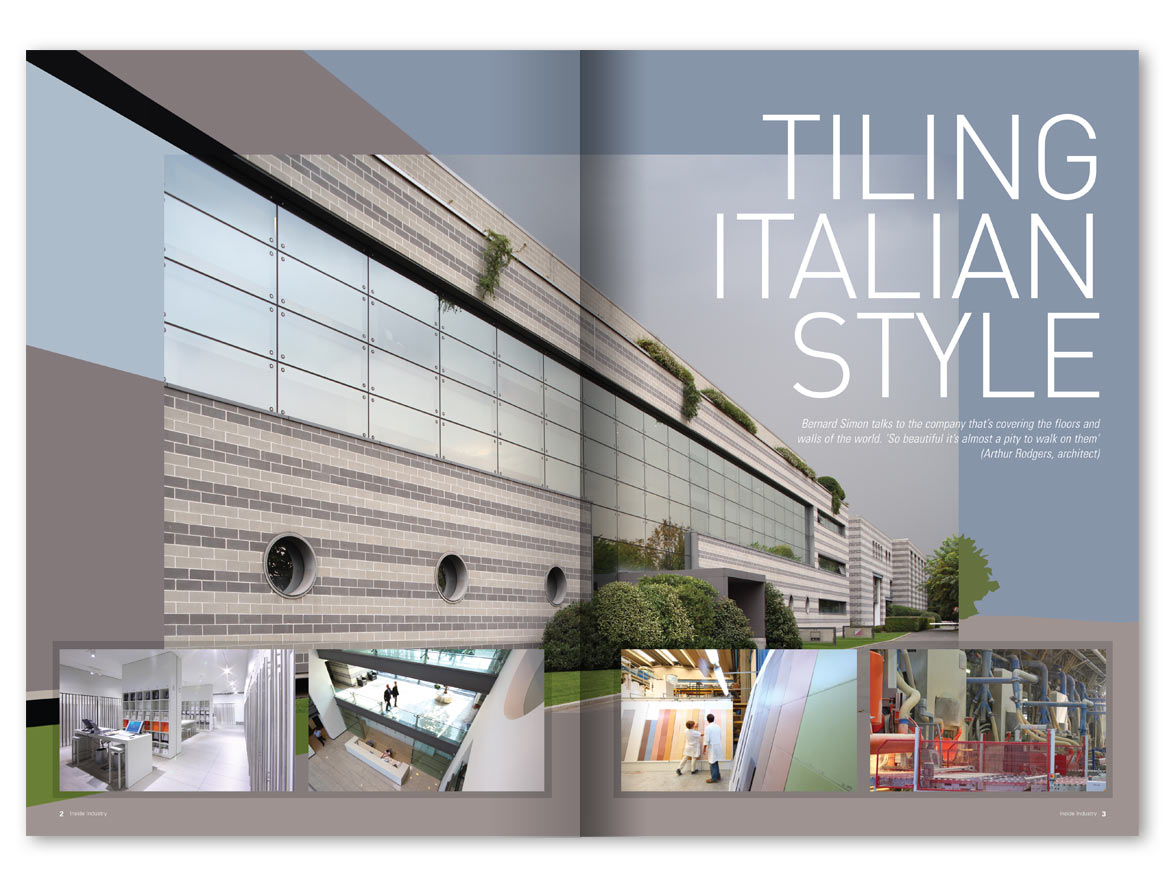 TILING
ITALIAN
STYLE
Bernard Simon talks to the company that's covering the floors and
walls of the world. 'So beautiful it's almost a pity to walk on them'
(Arthur Rodgers, architect)
2 Inside Industry
Inside Industry 3